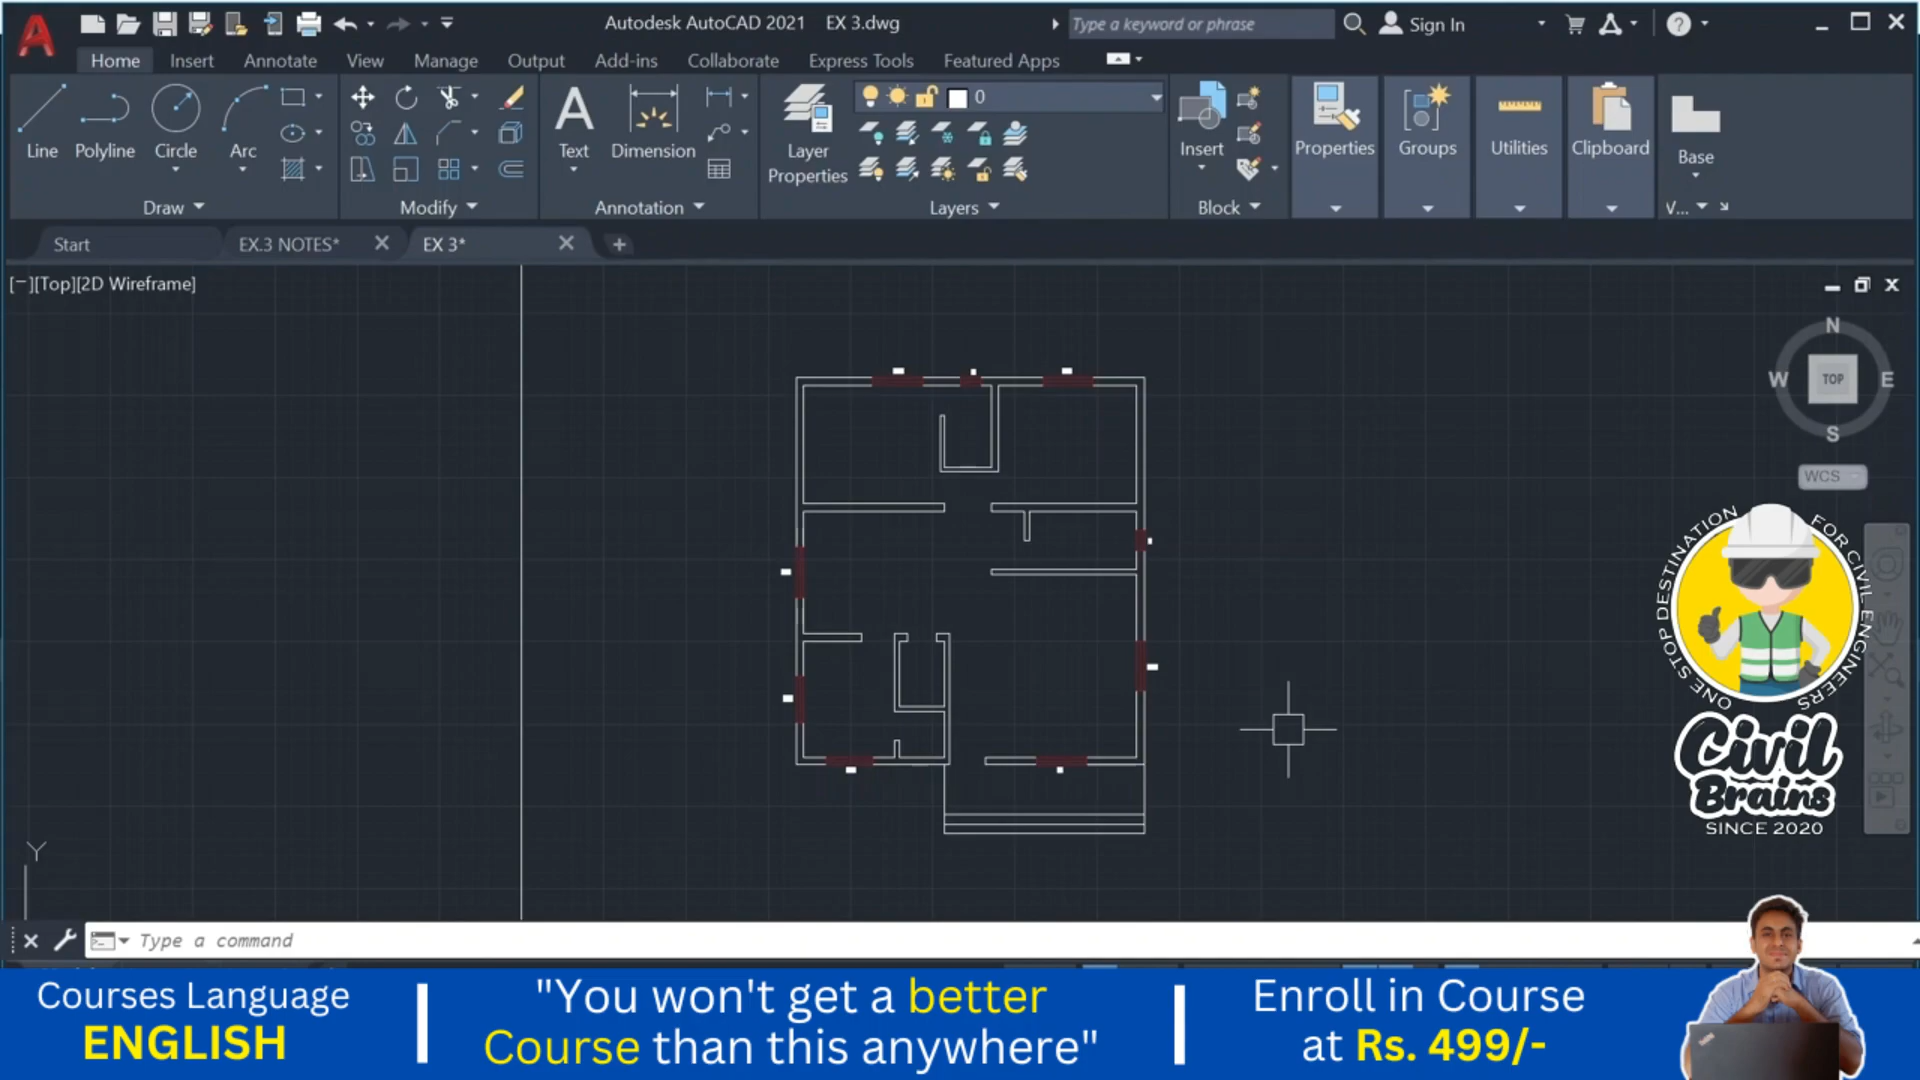 Autodesk AutoCAD 2021 EX 3.dwg
Type a keyword or phrase
Sign In
Home Insert Annotate View Manage Output Add-ins Collaborate Express Tools Featured Apps
Line Polyline Circle Arc
Text Dimension
Layer Properties
0
Insert
Properties Groups Utilities Clipboard Base
Draw Modify Annotation Layers Block V...
Start EX.3 NOTES* EX 3*
[−][Top][2D Wireframe]
N
W TOP E
S
WCS
ONE STOP DESTINATION FOR CIVIL ENGINEERS
Civil
Brains
SINCE 2020
Y
Type a command
Courses Language
ENGLISH
"You won't get a better
Course than this anywhere"
Enroll in Course
at Rs. 499/-